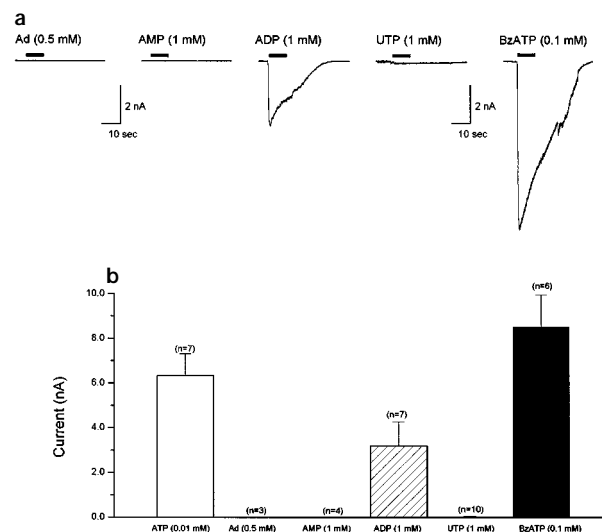 a
Ad (0.5 mM) AMP (1 mM) ADP (1 mM) UTP (1 mM) BzATP (0.1 mM)
2 nA 2 nA
10 sec 10 sec
b
10.0
8.0
6.0
4.0
2.0
0.0
Current (nA)
(n=7) (n=3) (n=4) (n=7) (n=10) (n=6)
ATP (0.01 mM) Ad (0.5 mM) AMP (1 mM) ADP (1 mM) UTP (1 mM) BzATP (0.1 mM)